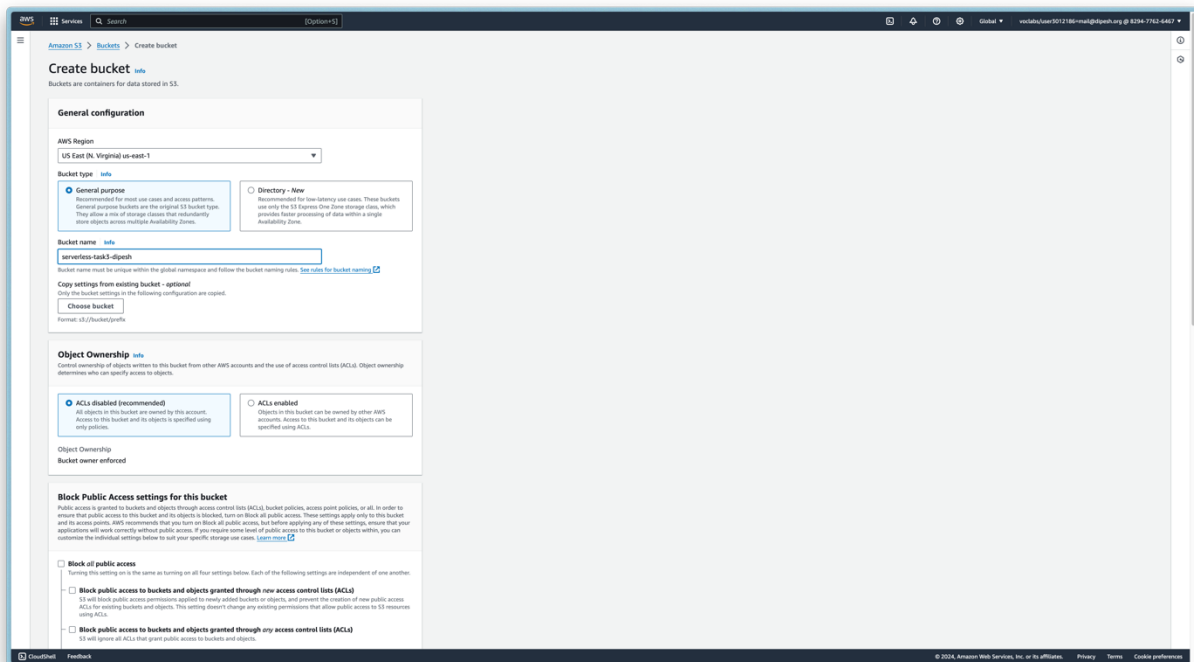 aws Services Search [Option+S] Global voclabs/user3012186=mail@dipesh.org @ 8294-7762-6467
Amazon S3 > Buckets > Create bucket
Create bucket Info
Buckets are containers for data stored in S3.
General configuration
AWS Region
US East (N. Virginia) us-east-1
Bucket type Info
General purpose
Recommended for most use cases and access patterns.
General purpose buckets are the original S3 bucket type.
They allow a mix of storage classes that redundantly
store objects across multiple Availability Zones.
Directory - New
Recommended for low-latency use cases. These buckets
use only the S3 Express One Zone storage class, which
provides faster processing of data within a single
Availability Zone.
Bucket name Info
serverless-task3-dipesh
Bucket name must be unique within the global namespace and follow the bucket naming rules. See rules for bucket naming
Copy settings from existing bucket - optional
Only the bucket settings in the following configuration are copied.
Choose bucket
Format: s3://bucket/prefix
Object Ownership Info
Control ownership of objects written to this bucket from other AWS accounts and the use of access control lists (ACLs). Object ownership
determines who can specify access to objects.
ACLs disabled (recommended)
All objects in this bucket are owned by this account.
Access to this bucket and its objects is specified using
only policies.
ACLs enabled
Objects in this bucket can be owned by other AWS
accounts. Access to this bucket and its objects can be
specified using ACLs.
Object Ownership
Bucket owner enforced
Block Public Access settings for this bucket
Public access is granted to buckets and objects through access control lists (ACLs), bucket policies, access point policies, or all. In order to
ensure that public access to this bucket and its objects is blocked, turn on Block all public access. These settings apply only to this bucket
and its access points. AWS recommends that you turn on Block all public access, but before applying any of these settings, ensure that your
applications will work correctly without public access. If you require some level of public access to this bucket or objects within, you can
customize the individual settings below to suit your specific storage use cases. Learn more
Block all public access
Turning this setting on is the same as turning on all four settings below. Each of the following settings are independent of one another.
Block public access to buckets and objects granted through new access control lists (ACLs)
S3 will block public access permissions applied to newly added buckets or objects, and prevent the creation of new public access
ACLs for existing buckets and objects. This setting doesn't change any existing permissions that allow public access to S3 resources
using ACLs.
Block public access to buckets and objects granted through any access control lists (ACLs)
S3 will ignore all ACLs that grant public access to buckets and objects.
CloudShell Feedback © 2024, Amazon Web Services, Inc. or its affiliates. Privacy Terms Cookie preferences